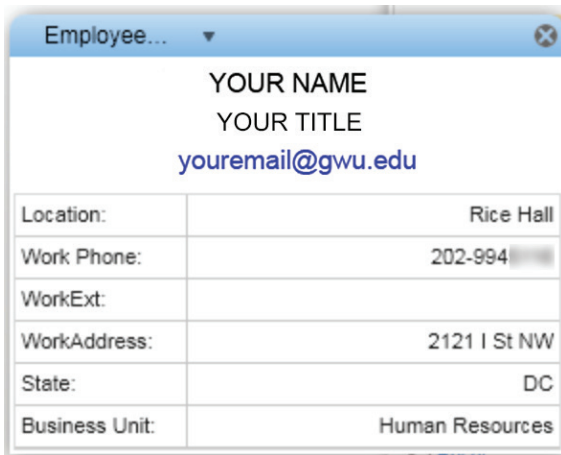 Employee...
YOUR NAME
YOUR TITLE
youremail@gwu.edu
Location: Rice Hall
Work Phone: 202-994
WorkExt:
WorkAddress: 2121 I St NW
State: DC
Business Unit: Human Resources